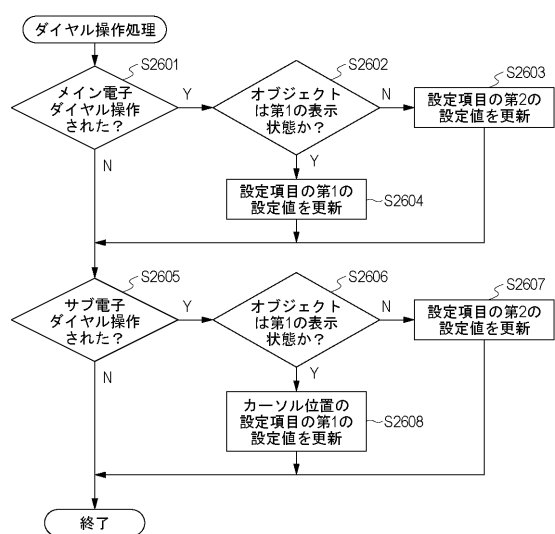 ダイヤル操作処理
S2601
メイン電子
ダイヤル操作
された？
Y
N
S2602
オブジェクト
は第1の表示
状態か？
N
Y
S2603
設定項目の第2の
設定値を更新
設定項目の第1の
設定値を更新
S2604
S2605
サブ電子
ダイヤル操作
された？
Y
N
S2606
オブジェクト
は第1の表示
状態か？
N
Y
S2607
設定項目の第2の
設定値を更新
カーソル位置の
設定項目の第1の
設定値を更新
S2608
終了